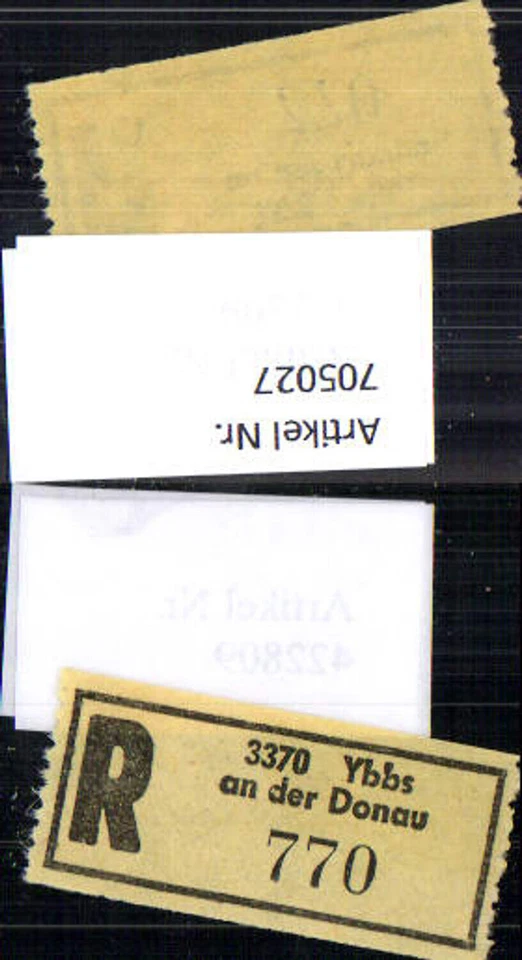 Artikel Nr.
705027
Artikel Nr.
422809
R
3370 Ybbs
an der Donau
770